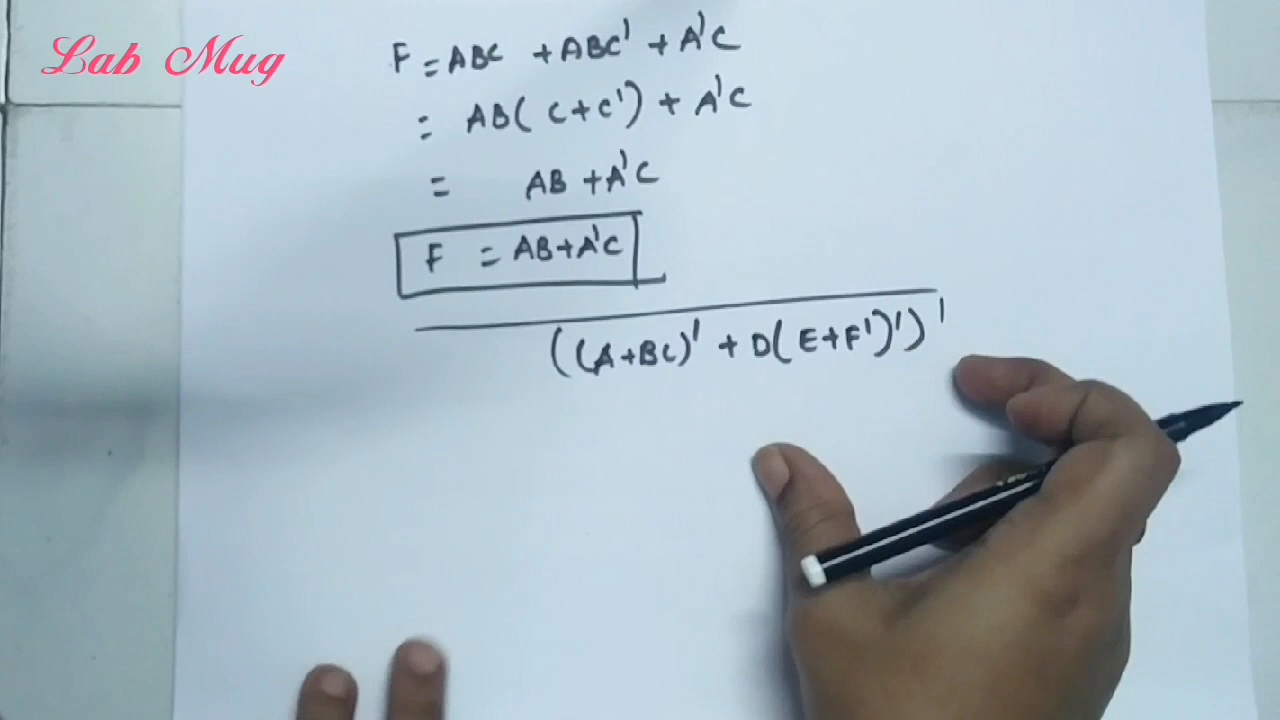 Lab Mug
F = ABC + ABC' + A'C
= AB( C+C') + A'C
= AB + A'C
F = AB+A'C
((A+BC)' + D(E+F')')'